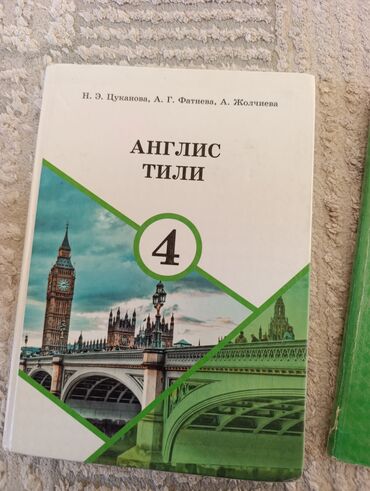 Н. Э. Цуканова, А. Г. Фатнева, А. Жолчиева
АНГЛИС
ТИЛИ
4